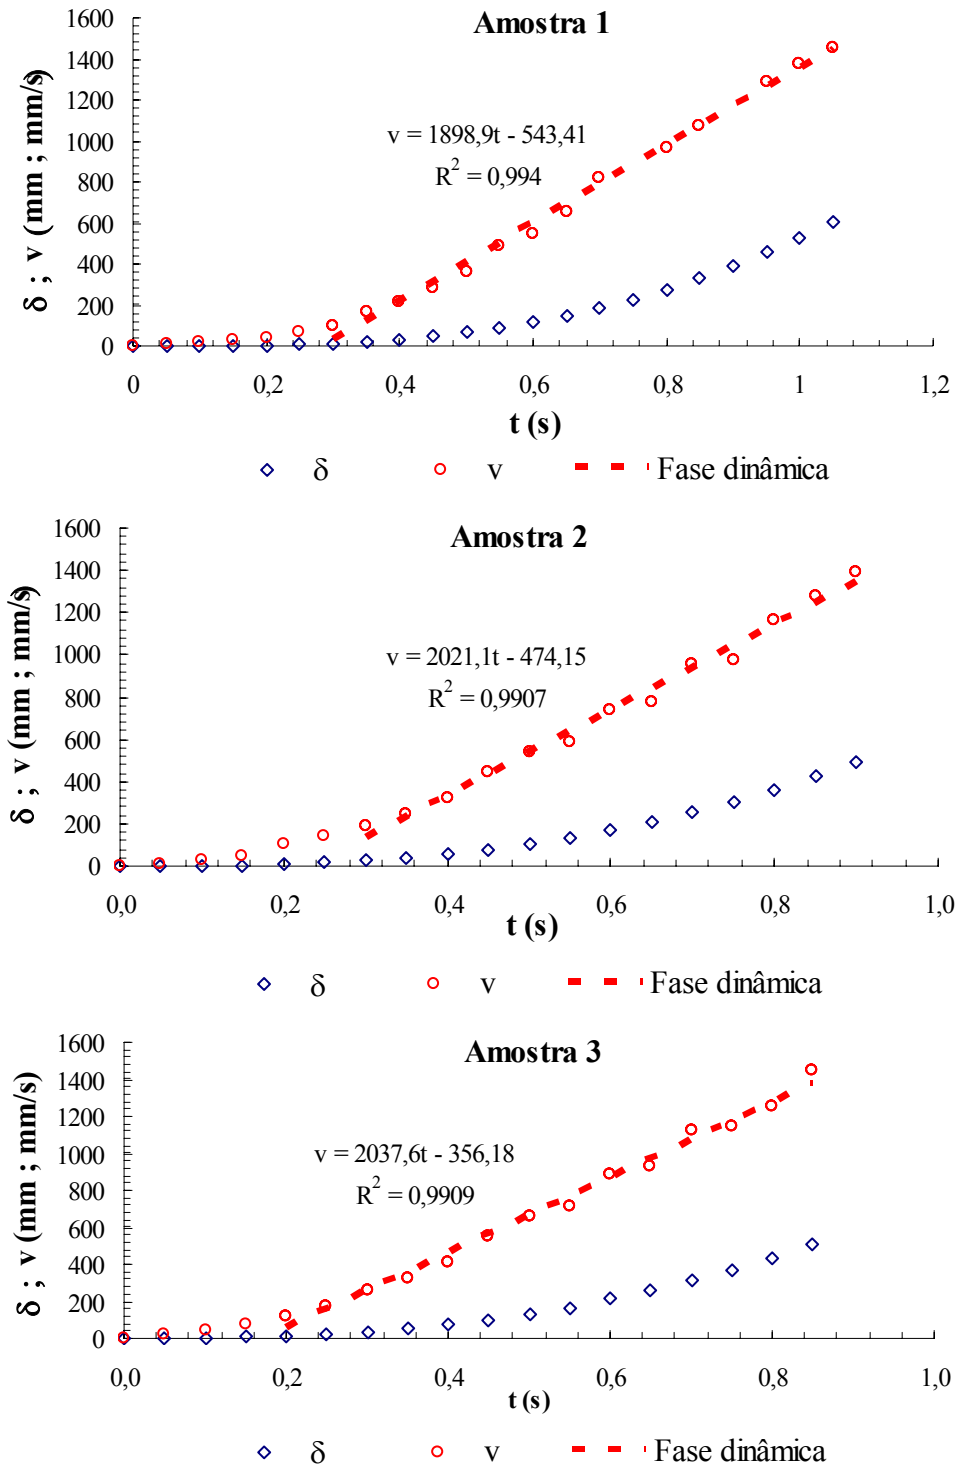 Amostra 1
δ ; v (mm ; mm/s)
1600
1400
1200
1000
800
600
400
200
0
v = 1898,9t - 543,41
R² = 0,994
0 0,2 0,4 0,6 0,8 1 1,2
t (s)
δ v Fase dinâmica
Amostra 2
δ ; v (mm ; mm/s)
1600
1400
1200
1000
800
600
400
200
0
v = 2021,1t - 474,15
R² = 0,9907
0,0 0,2 0,4 0,6 0,8 1,0
t (s)
δ v Fase dinâmica
Amostra 3
δ ; v (mm ; mm/s)
1600
1400
1200
1000
800
600
400
200
0
v = 2037,6t - 356,18
R² = 0,9909
0,0 0,2 0,4 0,6 0,8 1,0
t (s)
δ v Fase dinâmica